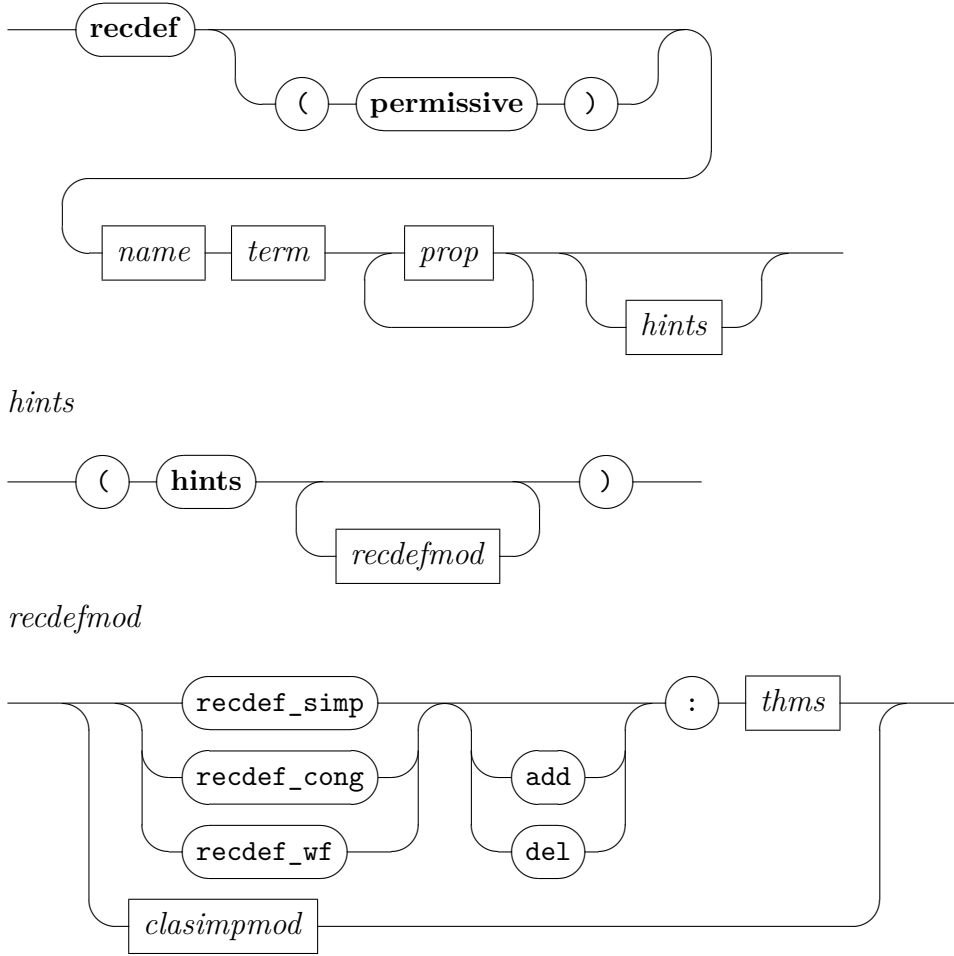 recdef
( permissive )
name term prop
hints
hints
( hints )
recdefmod
recdefmod
recdef_simp : thms
recdef_cong add
recdef_wf del
clasimpmod